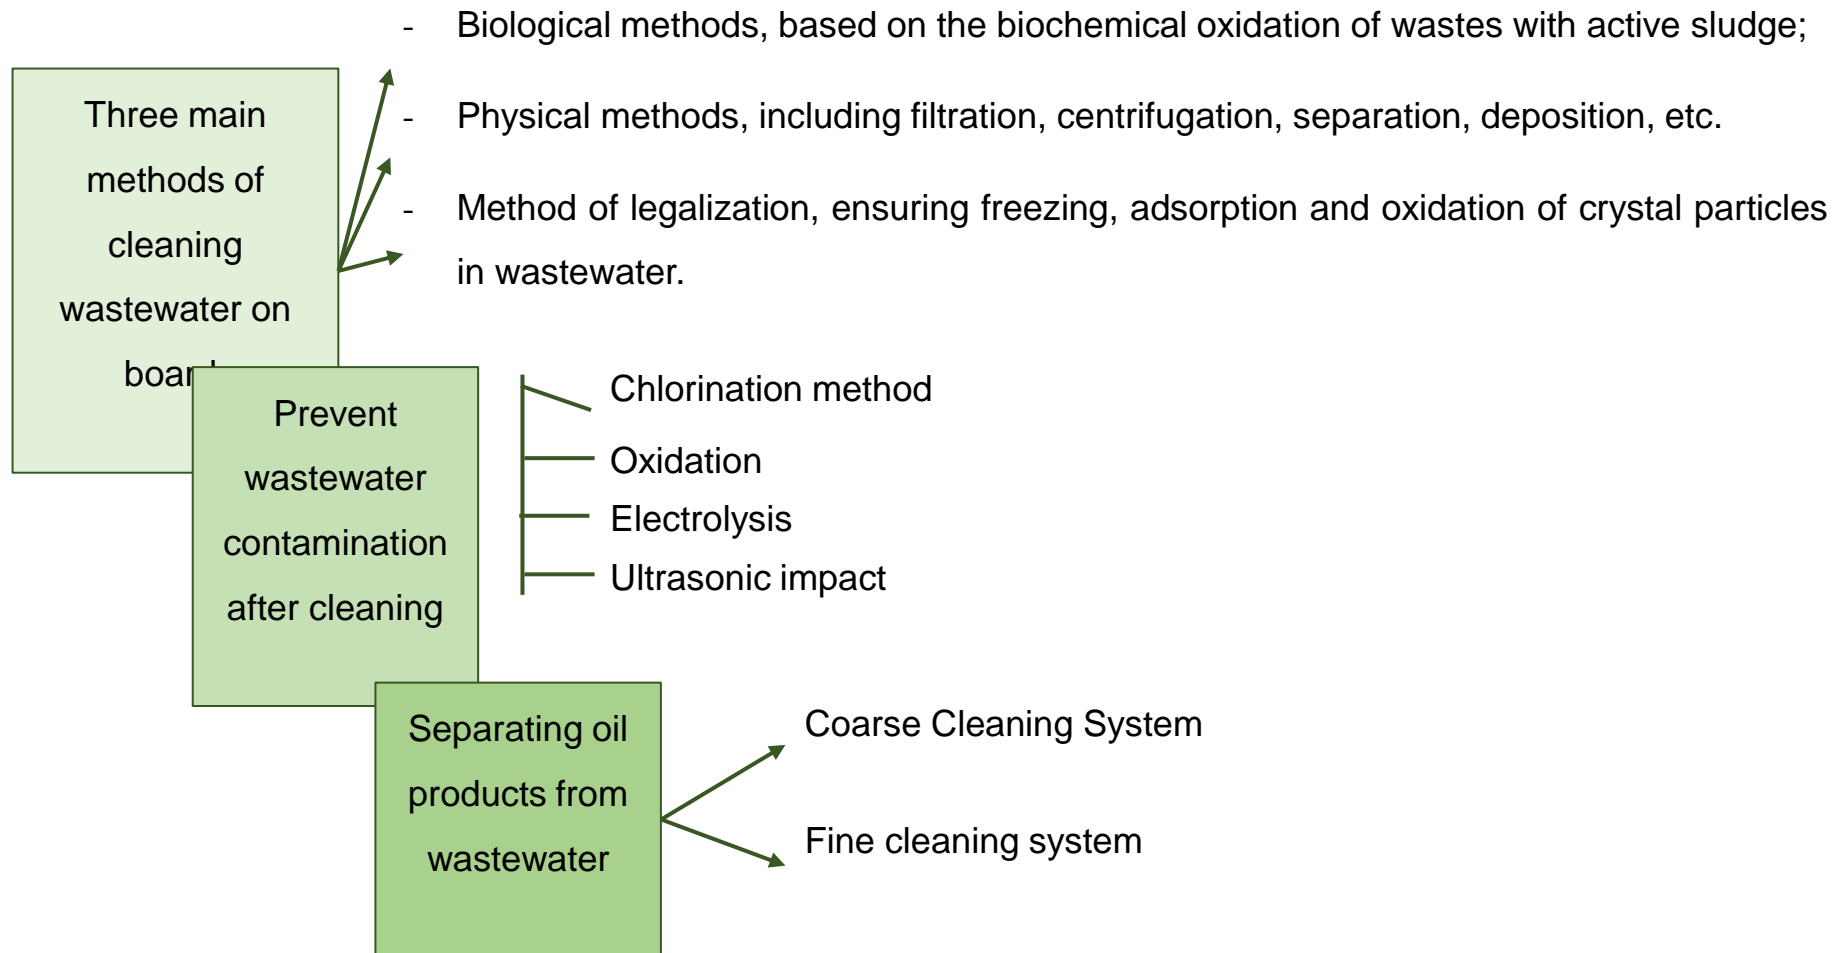 - Biological methods, based on the biochemical oxidation of wastes with active sludge;
- Physical methods, including filtration, centrifugation, separation, deposition, etc.
- Method of legalization, ensuring freezing, adsorption and oxidation of crystal particles
in wastewater.
Three main
methods of
cleaning
wastewater on
Prevent
wastewater
contamination
after cleaning
Chlorination method
Oxidation
Electrolysis
Ultrasonic impact
Separating oil
products from
wastewater
Coarse Cleaning System
Fine cleaning system